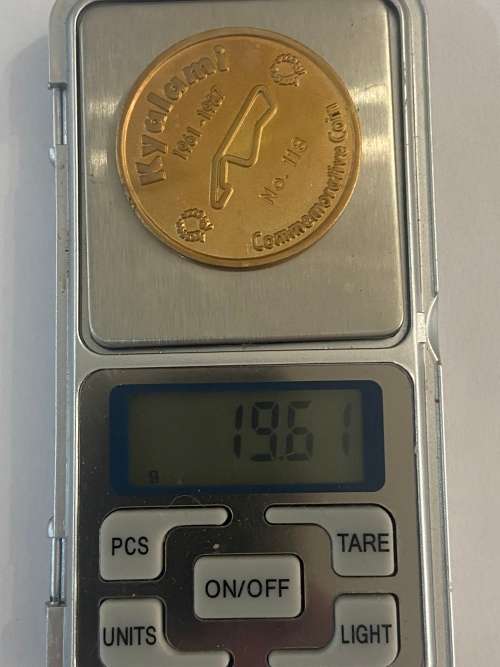 Kyalami
1961 - 1987
No. 118
Commemorative Coin
19.61
g
PCS
TARE
ON/OFF
UNITS
LIGHT